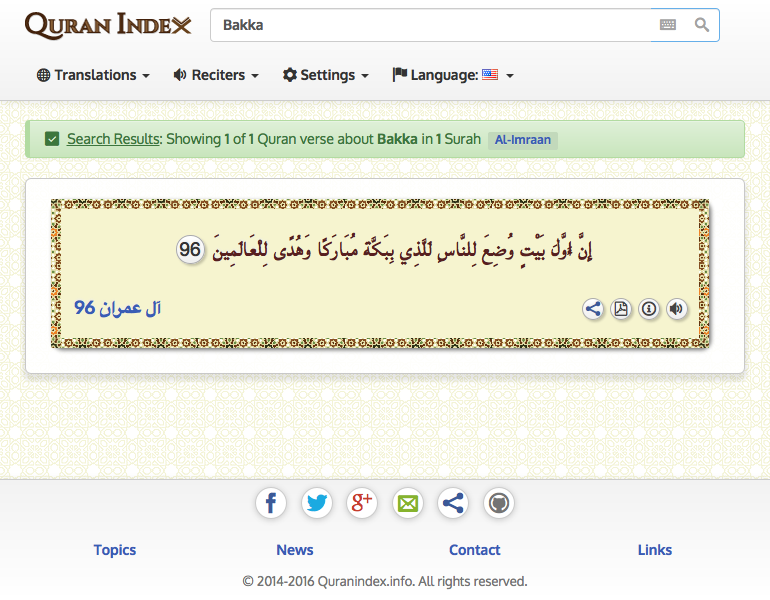 QURAN INDEX
Bakka
Translations Reciters Settings Language:
Search Results: Showing 1 of 1 Quran verse about Bakka in 1 Surah Al-Imraan
إِنَّ أَوَّلَ بَيْتٍ وُضِعَ لِلنَّاسِ لَلَّذِي بِبَكَّةَ مُبَارَكًا وَهُدًى لِلْعَالَمِينَ 96
آل عمران 96
Topics News Contact Links
© 2014-2016 Quranindex.info. All rights reserved.